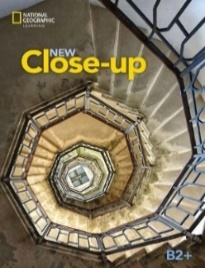 NATIONAL
GEOGRAPHIC
LEARNING
NEW
Close-up
B2+